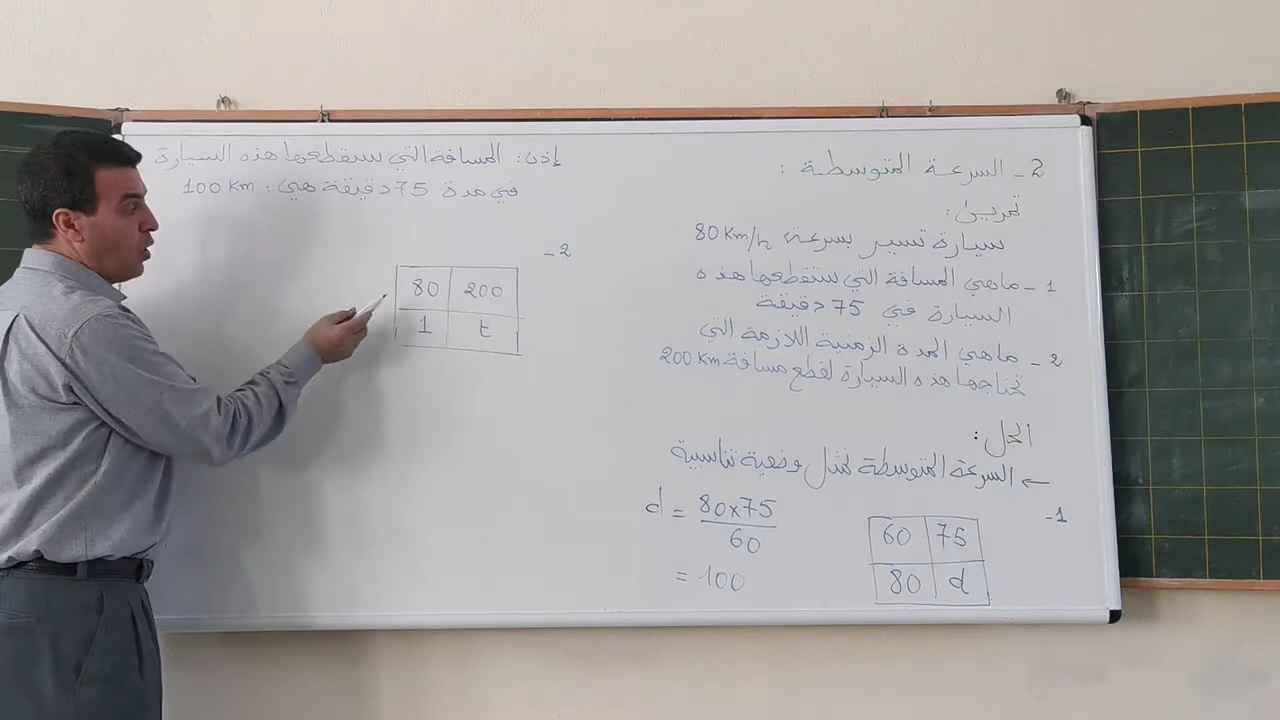 2 - السرعة المتوسطة :
تمرين :
سيارة تسير بسرعة 80 Km/h
1 - ماهي المسافة التي ستقطعها هذه
السيارة في 75 دقيقة
2 - ماهي المدة الزمنية اللازمة التي
تحتاجها هذه السيارة لقطع مسافة 200 Km
الحل :
← السرعة المتوسطة تمثل وضعية تناسبية
1 -
60 75
80 d
d = 80x75
60
= 100
إذن : المسافة التي ستقطعها هذه السيارة
في مدة 75 دقيقة هي : 100 Km
2 -
80 200
1 t